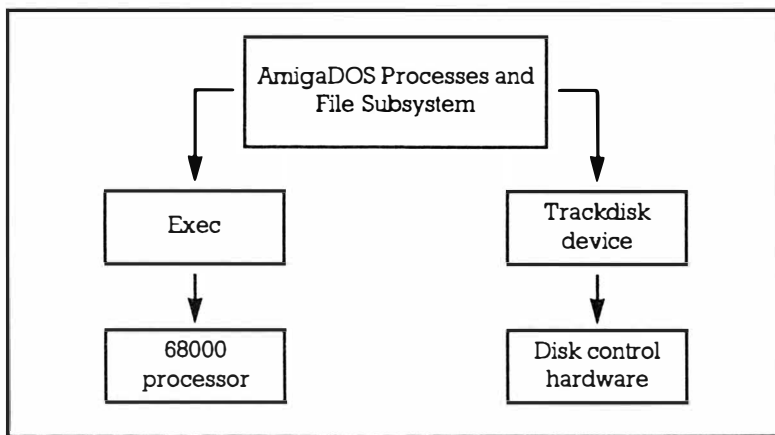 AmigaDOS Processes and
File Subsystem
Exec
Trackdisk
device
68000
processor
Disk control
hardware